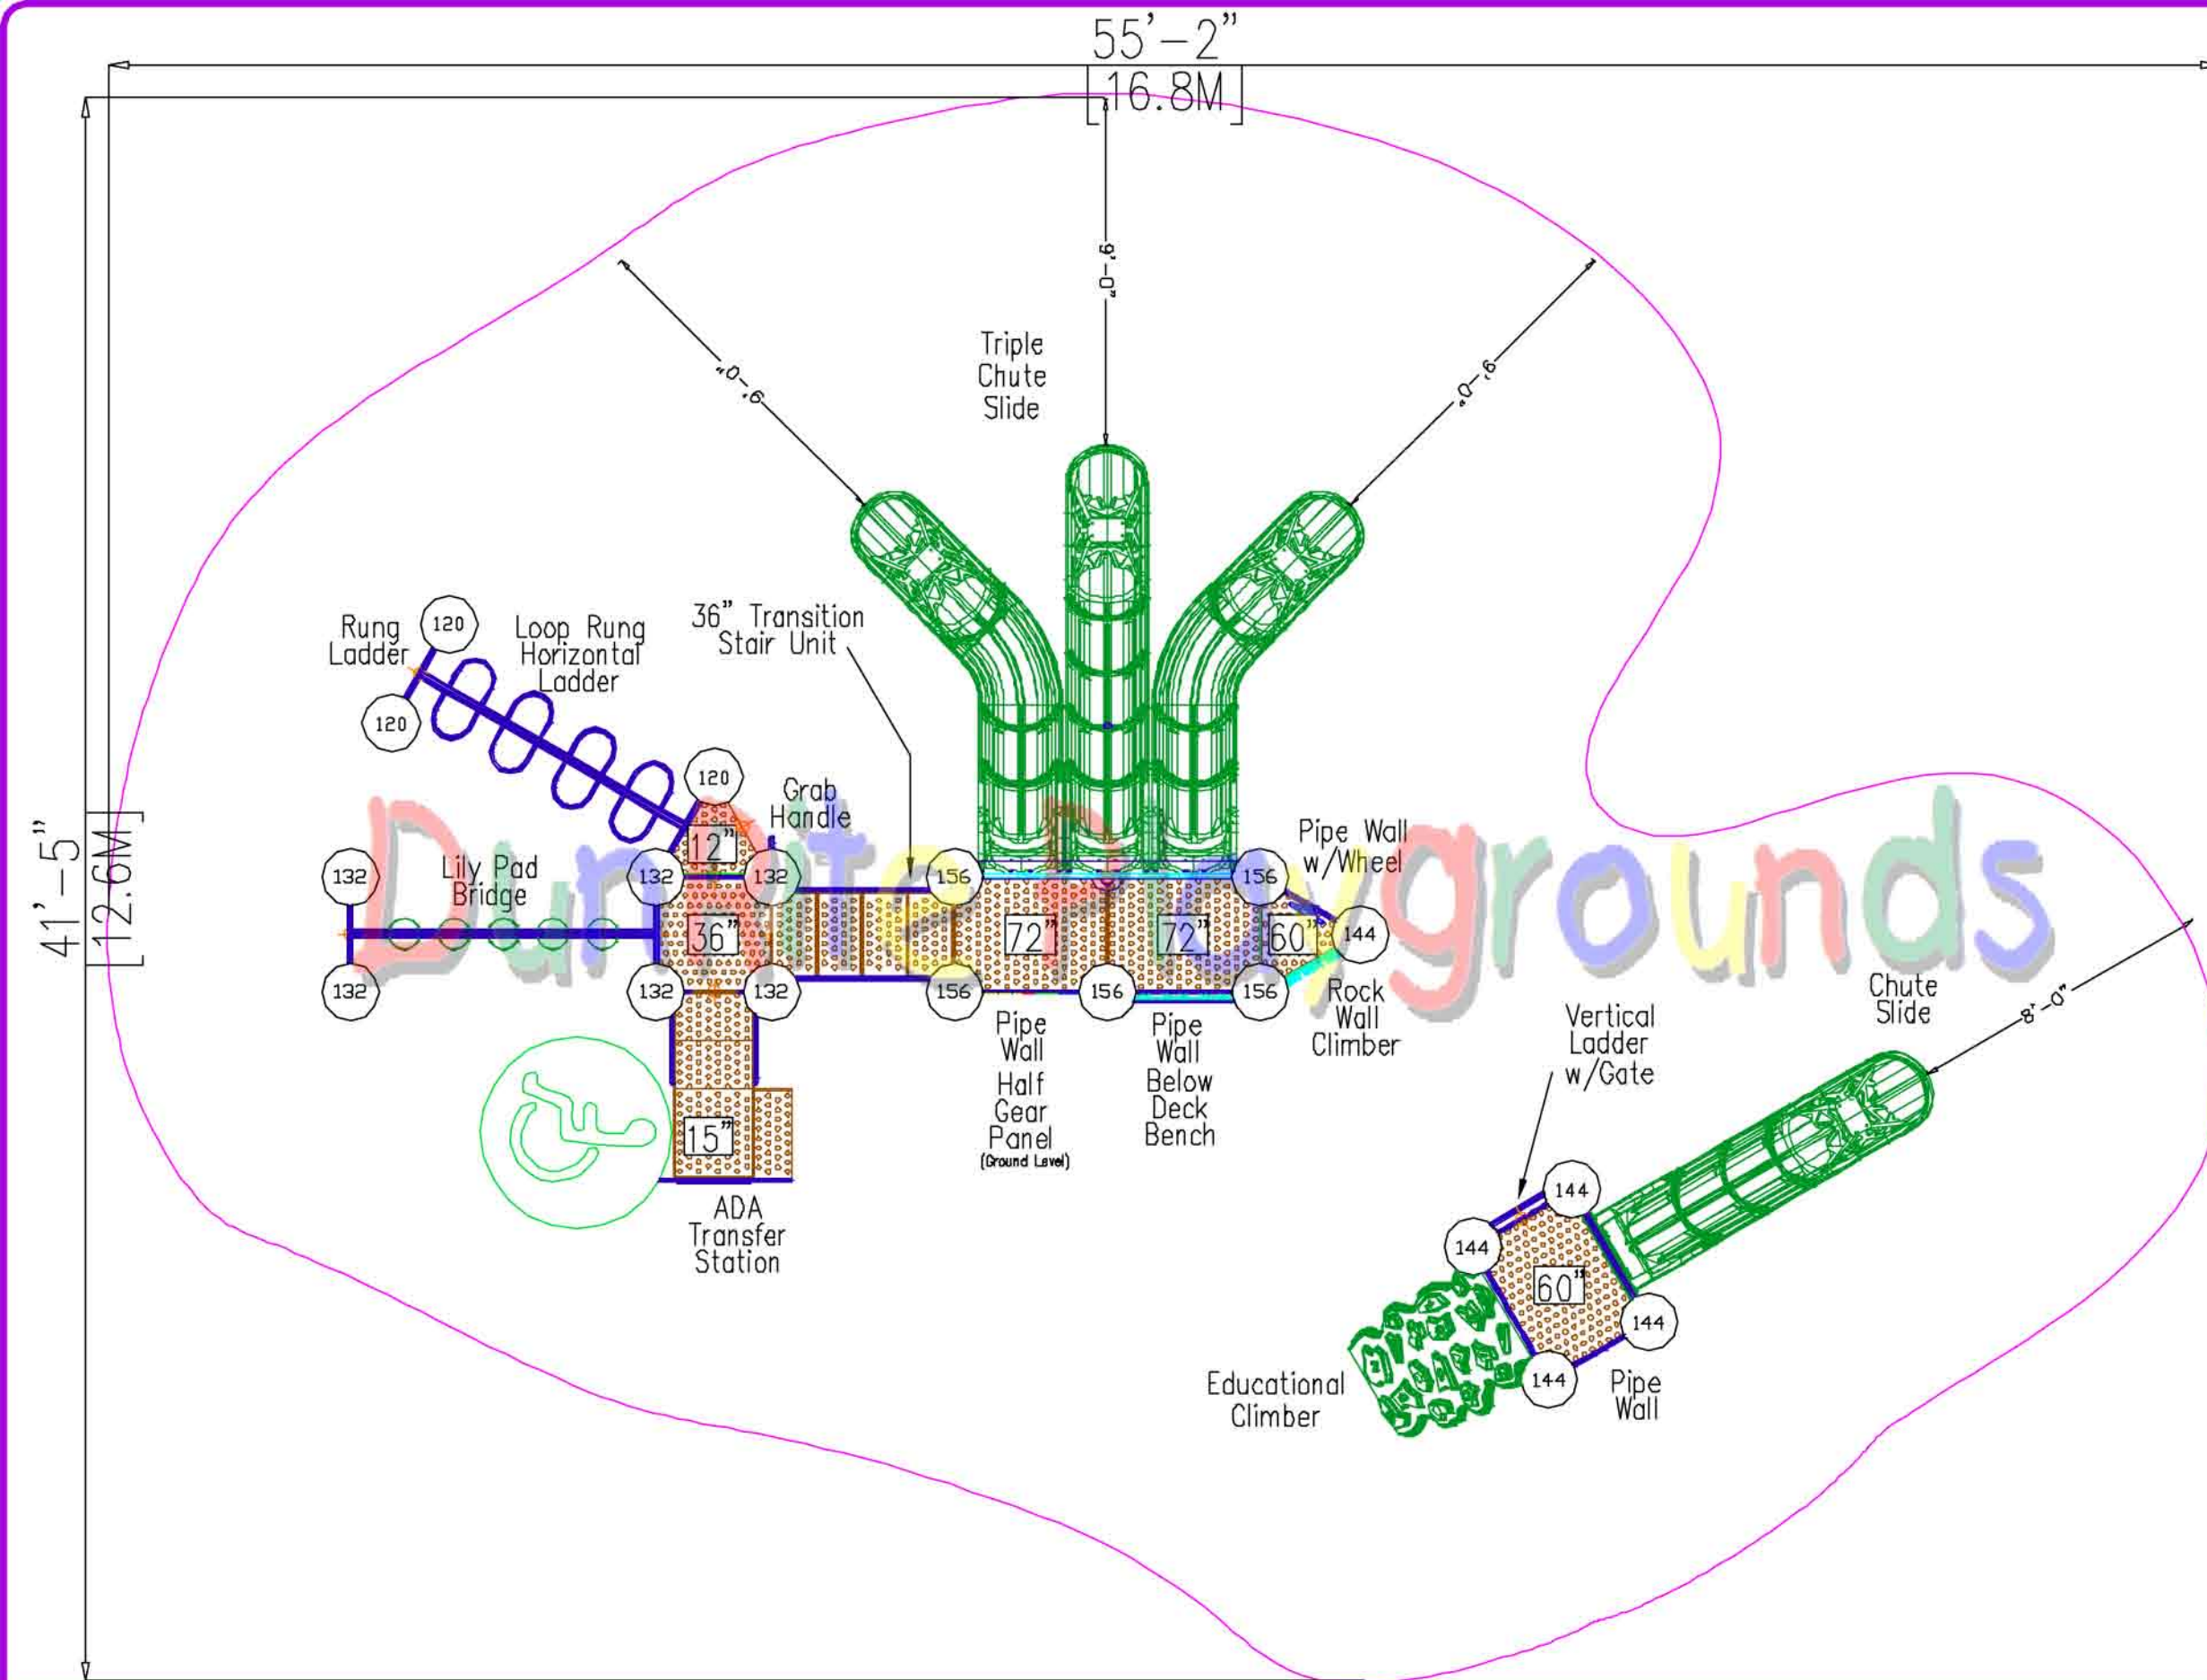 55'-2"
[16.8M]
9'-0"
9'-0"
9'-0"
Triple
Chute
Slide
36" Transition
Stair Unit
Rung
Ladder
120
Loop Rung
Horizontal
Ladder
120
120
Grab
Handle
12"
Pipe Wall
w/Wheel
41'-5"
[12.6M]
Lily Pad
Bridge
132
132
132
156
156
36"
72"
72"
60"
144
132
132
132
156
156
156
Pipe
Wall
Half
Gear
Panel
(Ground Level)
Pipe
Wall
Below
Deck
Bench
Rock
Wall
Climber
15"
ADA
Transfer
Station
Chute
Slide
8'-0"
Vertical
Ladder
w/Gate
144
144
60"
144
144
Educational
Climber
Pipe
Wall